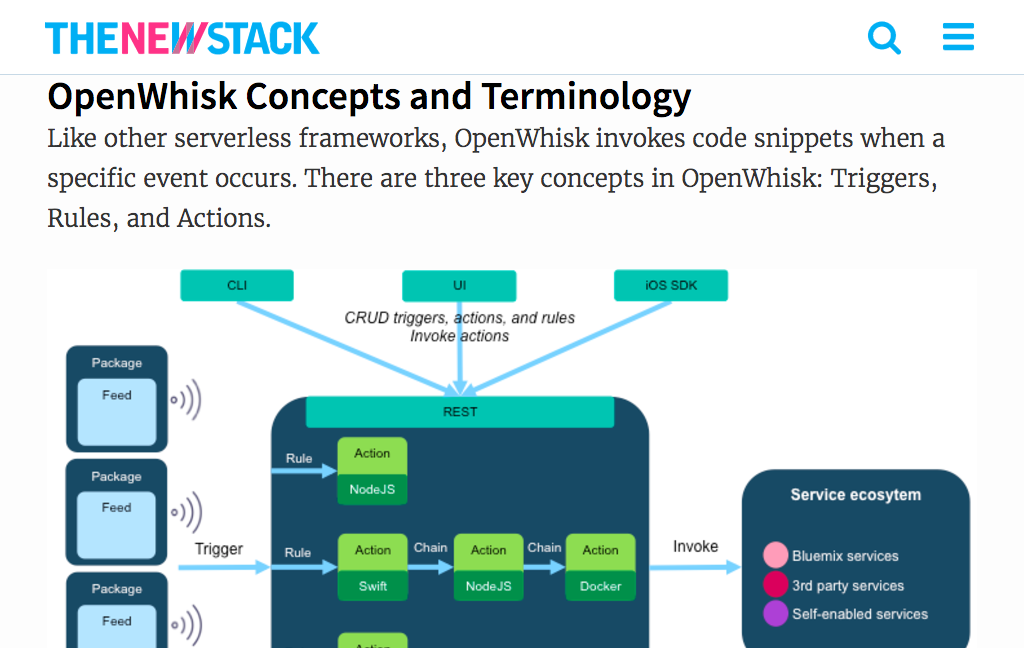 THENEWSTACK
OpenWhisk Concepts and Terminology
Like other serverless frameworks, OpenWhisk invokes code snippets when a
specific event occurs. There are three key concepts in OpenWhisk: Triggers,
Rules, and Actions.
CLI
UI
iOS SDK
CRUD triggers, actions, and rules
Invoke actions
Package
Feed
REST
Rule
Action
NodeJS
Package
Feed
Trigger
Rule
Action
Swift
Chain
Action
NodeJS
Chain
Action
Docker
Invoke
Service ecosytem
Bluemix services
3rd party services
Self-enabled services
Package
Feed
Action